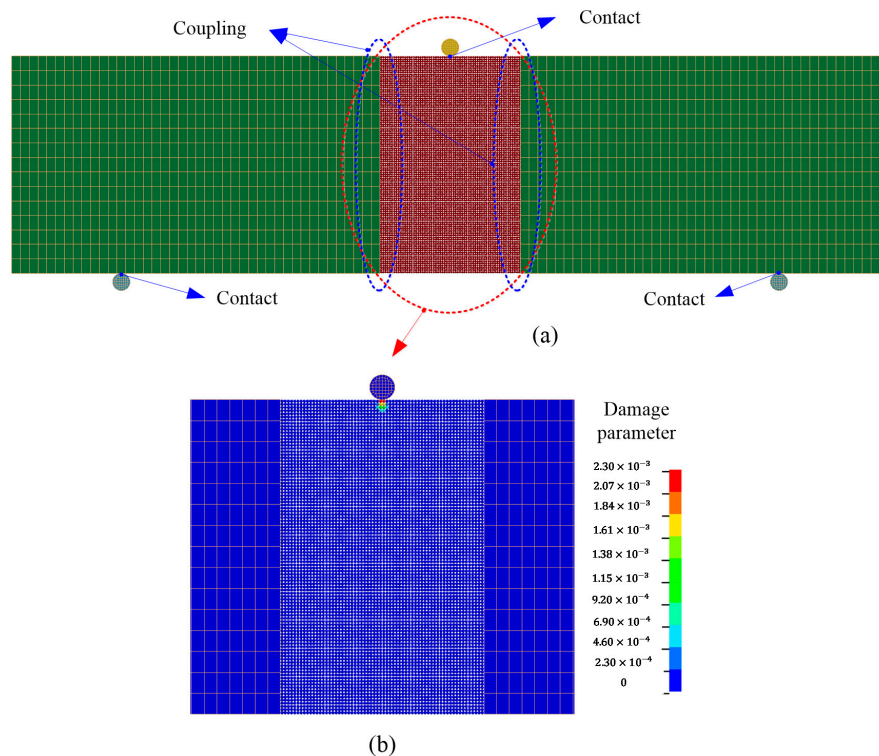 Coupling
Contact
Contact
Contact
(a)
Damage
parameter
2.30 × 10⁻³
2.07 × 10⁻³
1.84 × 10⁻³
1.61 × 10⁻³
1.38 × 10⁻³
1.15 × 10⁻³
9.20 × 10⁻⁴
6.90 × 10⁻⁴
4.60 × 10⁻⁴
2.30 × 10⁻⁴
0
(b)